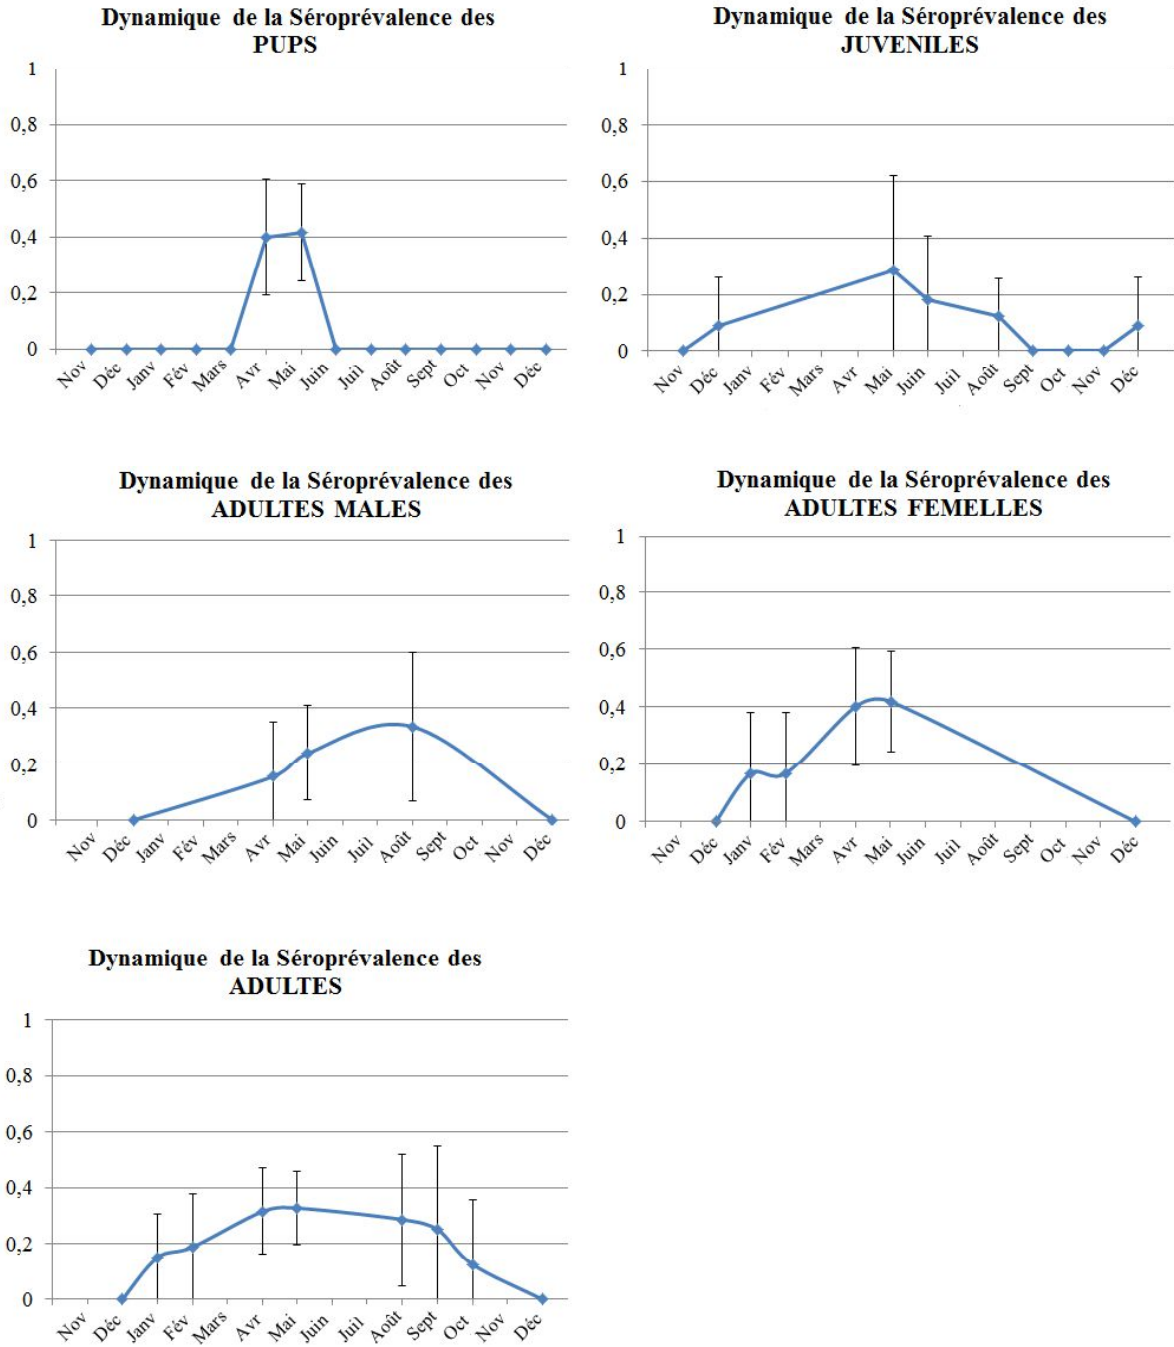 Dynamique de la Séroprévalence des
PUPS
1
0,8
0,6
0,4
0,2
0
Nov Déc Janv Fév Mars Avr Mai Juin Juil Août Sept Oct Nov Déc
Dynamique de la Séroprévalence des
JUVENILES
1
0,8
0,6
0,4
0,2
0
Nov Déc Janv Fév Mars Avr Mai Juin Juil Août Sept Oct Nov Déc
Dynamique de la Séroprévalence des
ADULTES MALES
1
0,8
0,6
0,4
0,2
0
Nov Déc Janv Fév Mars Avr Mai Juin Juil Août Sept Oct Nov Déc
Dynamique de la Séroprévalence des
ADULTES FEMELLES
1
0,8
0,6
0,4
0,2
0
Nov Déc Janv Fév Mars Avr Mai Juin Juil Août Sept Oct Nov Déc
Dynamique de la Séroprévalence des
ADULTES
1
0,8
0,6
0,4
0,2
0
Nov Déc Janv Fév Mars Avr Mai Juin Juil Août Sept Oct Nov Déc